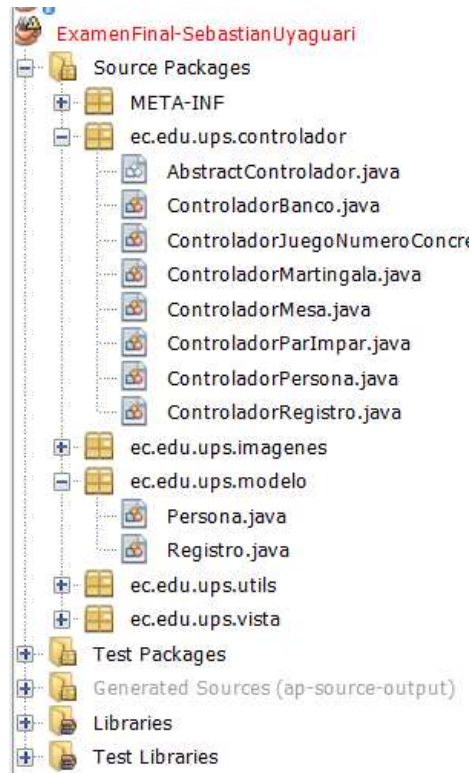 ExamenFinal-SebastianUyaguari
Source Packages
META-INF
ec.edu.ups.controlador
AbstractControlador.java
ControladorBanco.java
ControladorJuegoNumeroConcre
ControladorMartingala.java
ControladorMesa.java
ControladorParImpar.java
ControladorPersona.java
ControladorRegistro.java
ec.edu.ups.imagenes
ec.edu.ups.modelo
Persona.java
Registro.java
ec.edu.ups.utils
ec.edu.ups.vista
Test Packages
Generated Sources (ap-source-output)
Libraries
Test Libraries